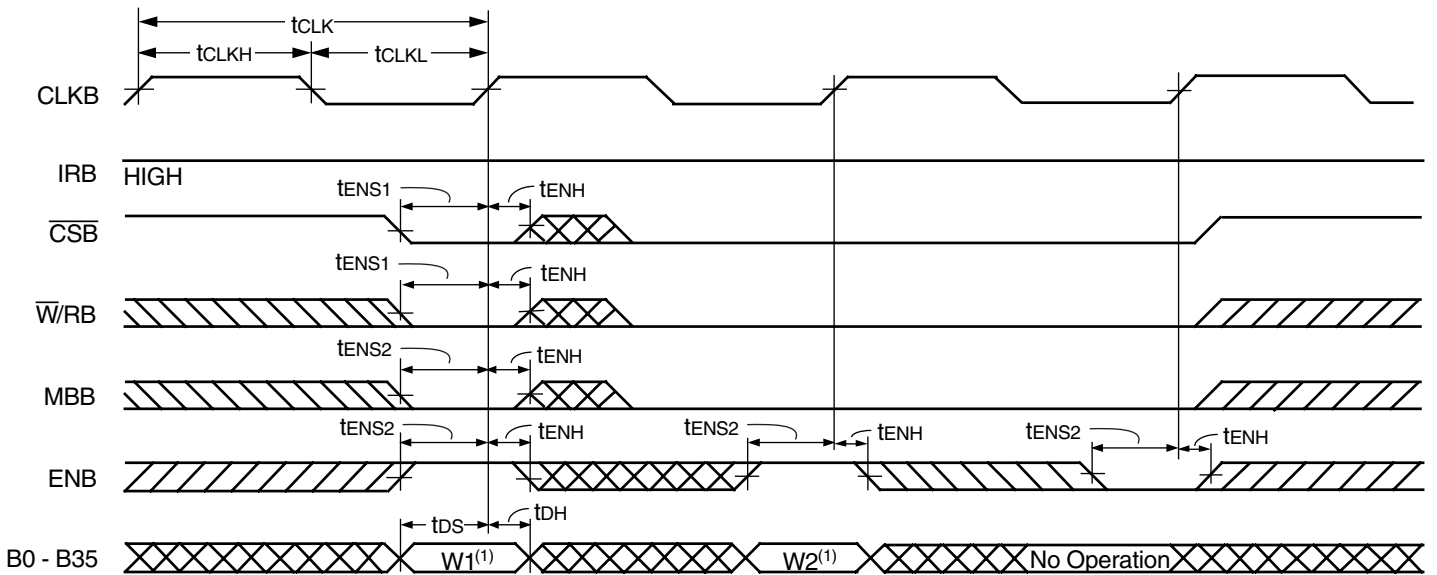 tCLK
tCLKH
tCLKL
CLKB
IRB
HIGH
tENS1
tENH
CSB
tENS1
tENH
W/RB
tENS2
tENH
MBB
tENS2
tENH
tENS2
tENH
tENS2
tENH
ENB
tDS
tDH
B0 - B35
W1(1)
W2(1)
No Operation